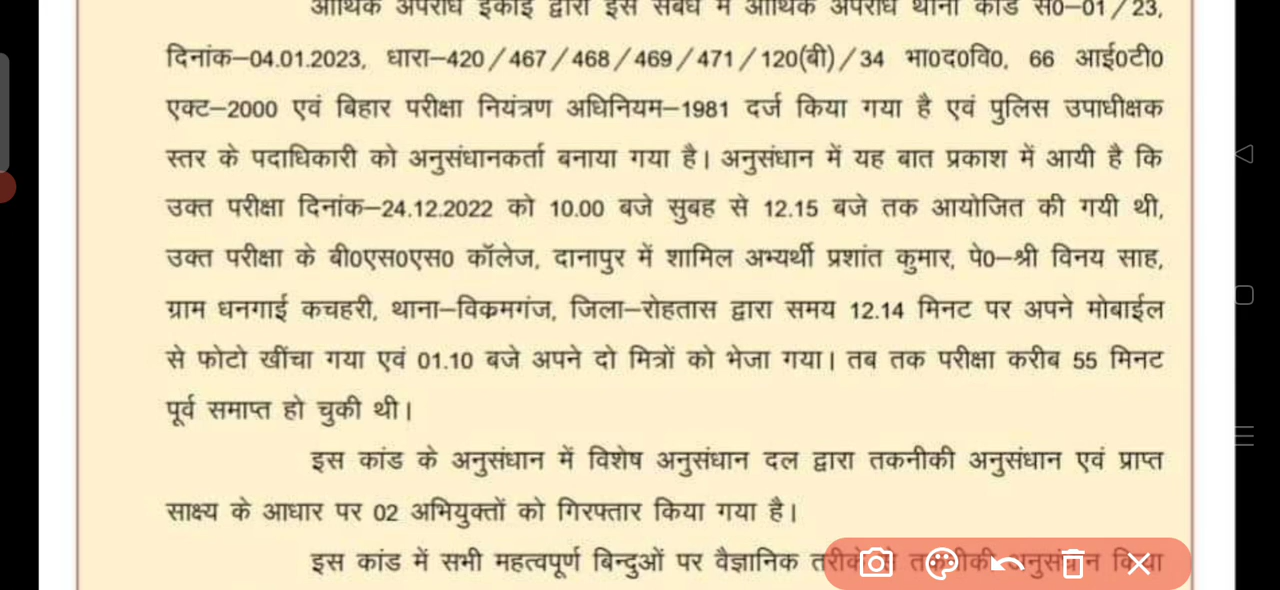 आर्थिक अपराध इकाई द्वारा इस संबंध में आर्थिक अपराध थाना कांड सं0–01/23,
दिनांक–04.01.2023, धारा–420/467/468/469/471/120(बी)/34 भा0द0वि0, 66 आई0टी0
एक्ट–2000 एवं बिहार परीक्षा नियंत्रण अधिनियम–1981 दर्ज किया गया है एवं पुलिस उपाधीक्षक
स्तर के पदाधिकारी को अनुसंधानकर्ता बनाया गया है। अनुसंधान में यह बात प्रकाश में आयी है कि
उक्त परीक्षा दिनांक–24.12.2022 को 10.00 बजे सुबह से 12.15 बजे तक आयोजित की गयी थी,
उक्त परीक्षा के बी0एस0एस0 कॉलेज, दानापुर में शामिल अभ्यर्थी प्रशांत कुमार, पे0–श्री विनय साह,
ग्राम धनगाई कचहरी, थाना–विक्रमगंज, जिला–रोहतास द्वारा समय 12.14 मिनट पर अपने मोबाईल
से फोटो खींचा गया एवं 01.10 बजे अपने दो मित्रों को भेजा गया। तब तक परीक्षा करीब 55 मिनट
पूर्व समाप्त हो चुकी थी।
इस कांड के अनुसंधान में विशेष अनुसंधान दल द्वारा तकनीकी अनुसंधान एवं प्राप्त
साक्ष्य के आधार पर 02 अभियुक्तों को गिरफ्तार किया गया है।
इस कांड में सभी महत्वपूर्ण बिन्दुओं पर वैज्ञानिक तरीके से तकनीकी अनुसंधान किया